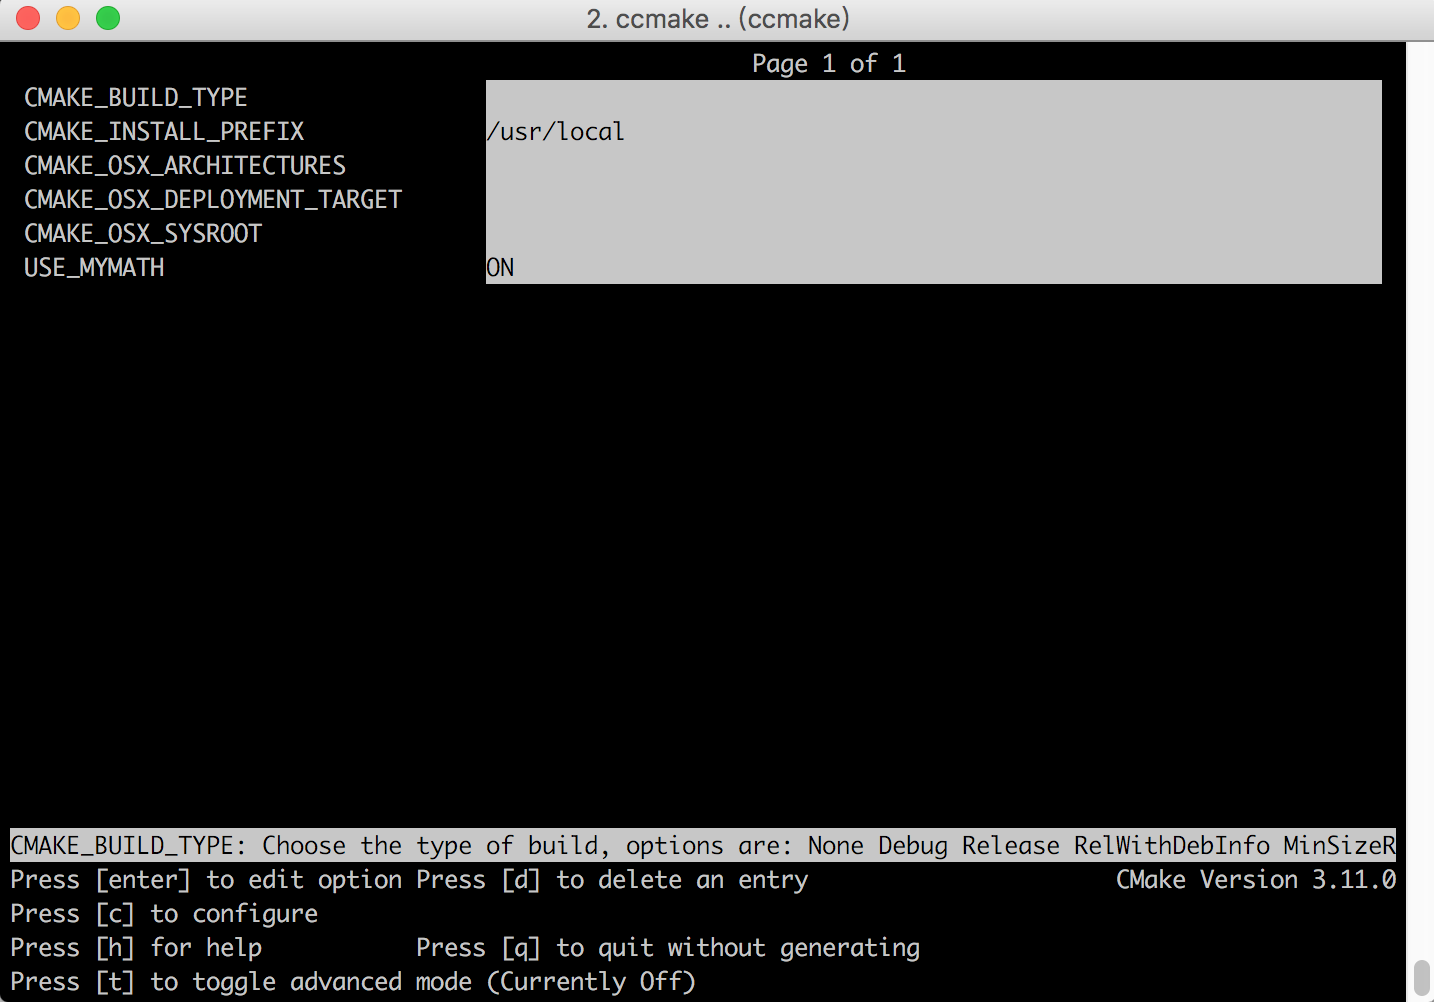 2. ccmake .. (ccmake)
Page 1 of 1
CMAKE_BUILD_TYPE
CMAKE_INSTALL_PREFIX /usr/local
CMAKE_OSX_ARCHITECTURES
CMAKE_OSX_DEPLOYMENT_TARGET
CMAKE_OSX_SYSROOT
USE_MYMATH ON
CMAKE_BUILD_TYPE: Choose the type of build, options are: None Debug Release RelWithDebInfo MinSizeR
Press [enter] to edit option Press [d] to delete an entry CMake Version 3.11.0
Press [c] to configure
Press [h] for help Press [q] to quit without generating
Press [t] to toggle advanced mode (Currently Off)